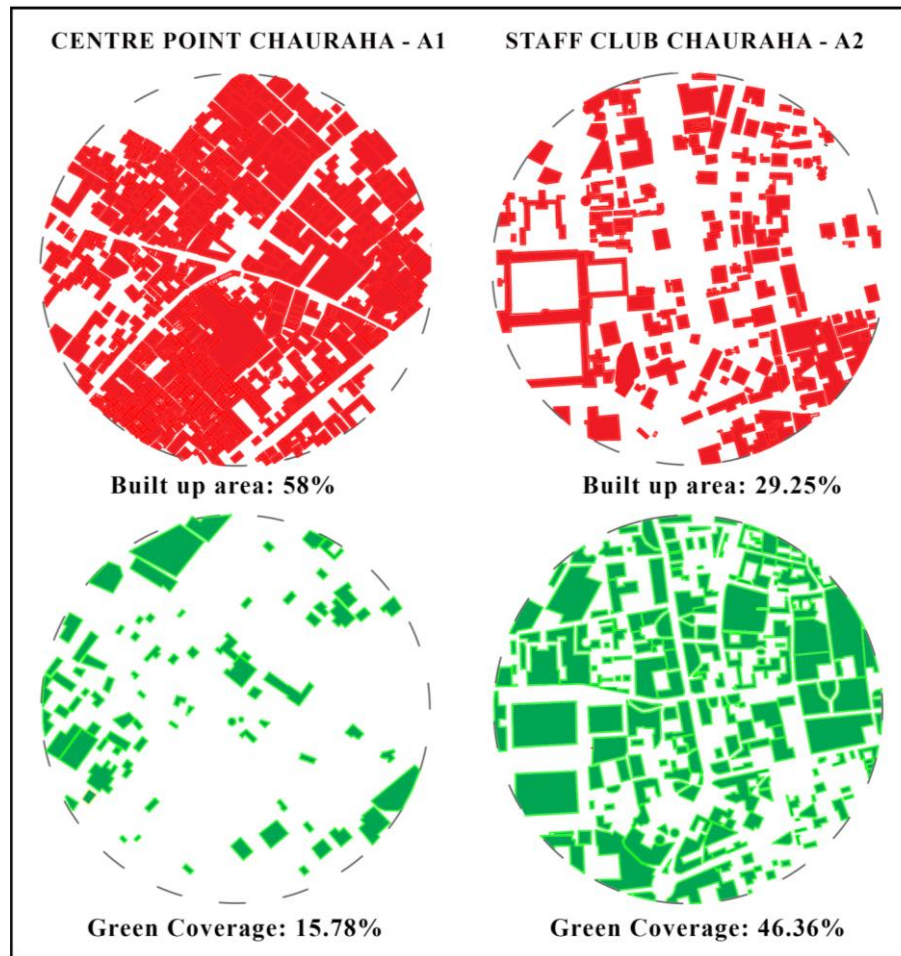 CENTRE POINT CHAURAHA - A1
STAFF CLUB CHAURAHA - A2
Built up area: 58%
Built up area: 29.25%
Green Coverage: 15.78%
Green Coverage: 46.36%